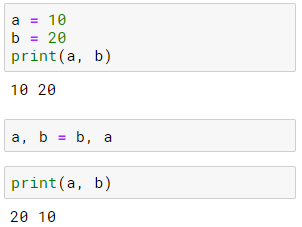 a = 10
b = 20
print(a, b)
10 20
a, b = b, a
print(a, b)
20 10